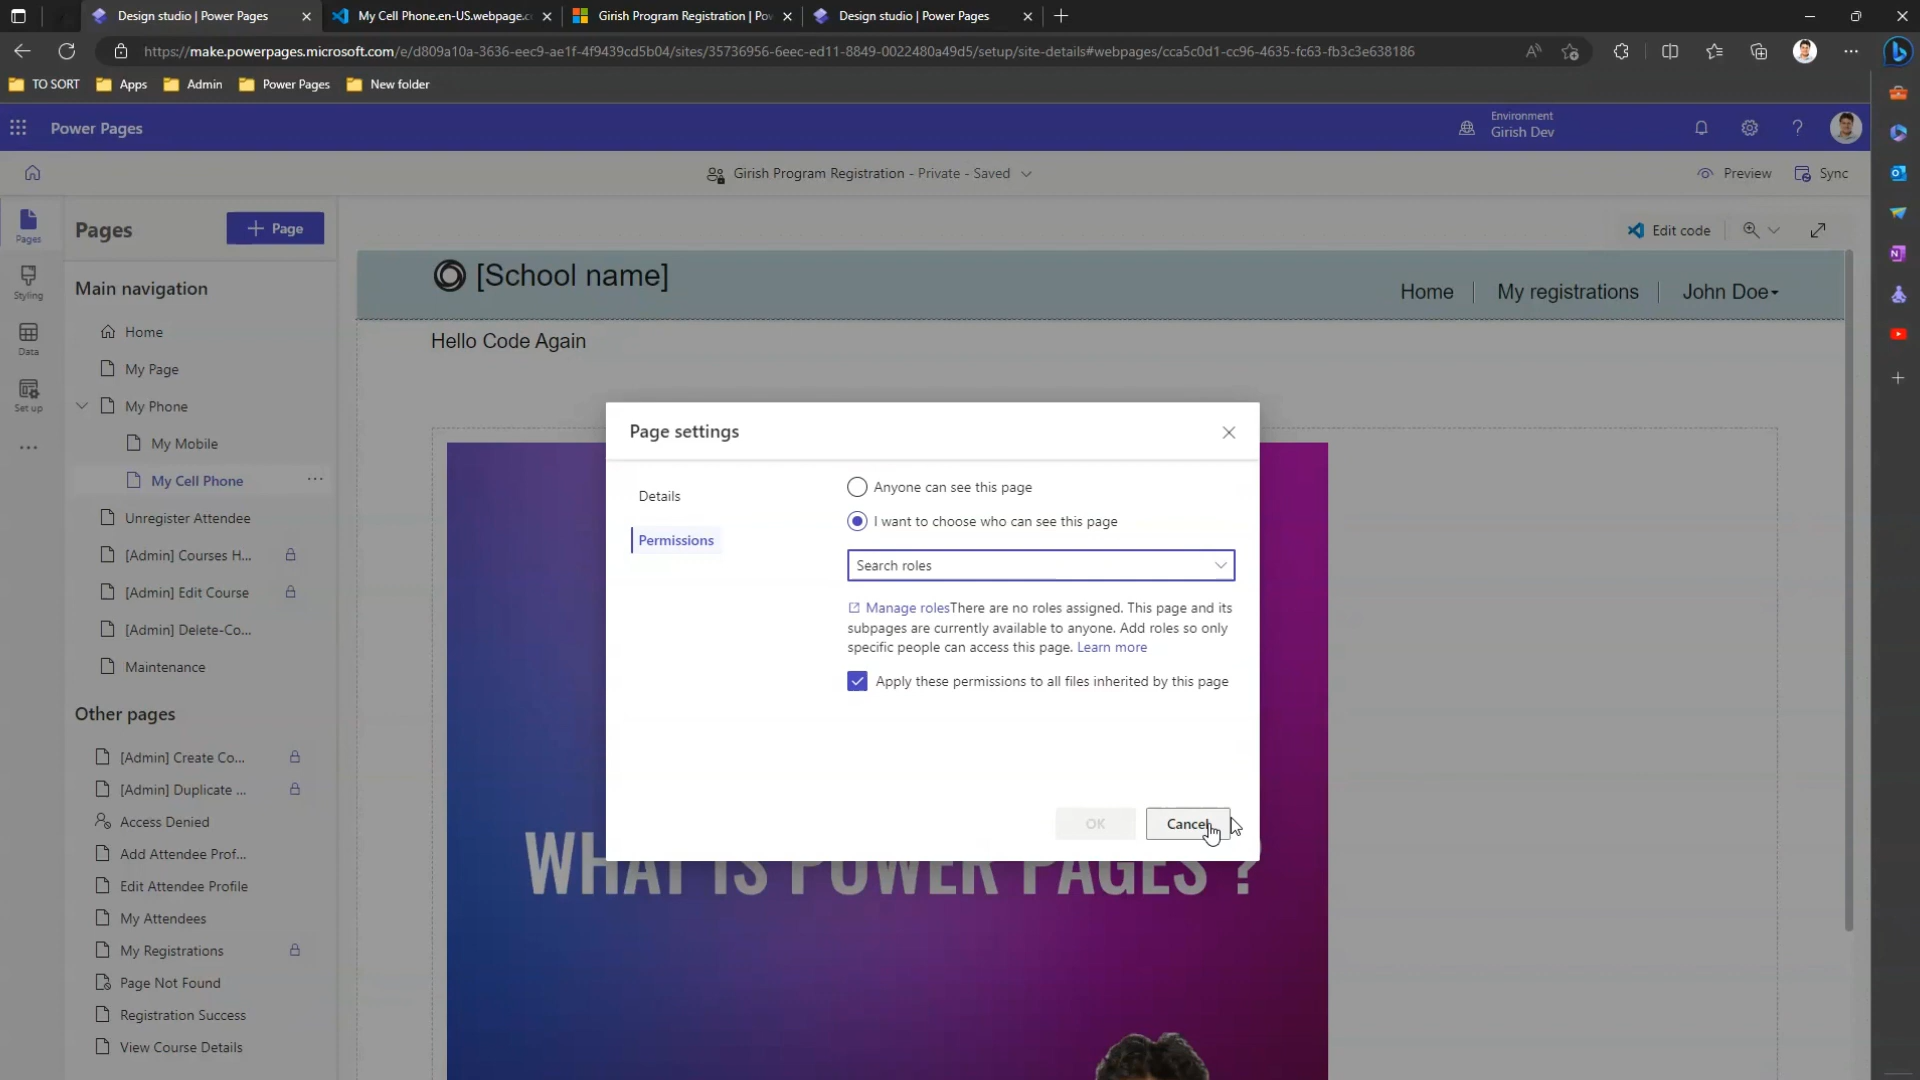 Design studio | Power Pages
My Cell Phone.en-US.webpage.c
Girish Program Registration | Po
Design studio | Power Pages
https://make.powerpages.microsoft.com/e/d809a10a-3636-eec9-ae1f-4f9439cd5b04/sites/35736956-6eec-ed11-8849-0022480a49d5/setup/site-details#webpages/cca5c0d1-cc96-4635-fc63-fb3c3e638186
TO SORT
Apps
Admin
Power Pages
New folder
Power Pages
Environment
Girish Dev
Girish Program Registration - Private - Saved
Preview
Sync
Pages
Styling
Data
Set up
Pages
+ Page
Main navigation
Home
My Page
My Phone
My Mobile
My Cell Phone
Unregister Attendee
[Admin] Courses H...
[Admin] Edit Course
[Admin] Delete-Co...
Maintenance
Other pages
[Admin] Create Co...
[Admin] Duplicate ...
Access Denied
Add Attendee Prof...
Edit Attendee Profile
My Attendees
My Registrations
Page Not Found
Registration Success
View Course Details
Edit code
[School name]
Home
My registrations
John Doe
Hello Code Again
Page settings
Details
Permissions
Anyone can see this page
I want to choose who can see this page
Search roles
Manage rolesThere are no roles assigned. This page and its
subpages are currently available to anyone. Add roles so only
specific people can access this page. Learn more
Apply these permissions to all files inherited by this page
OK
Cancel
WHAT IS POWER PAGES ?